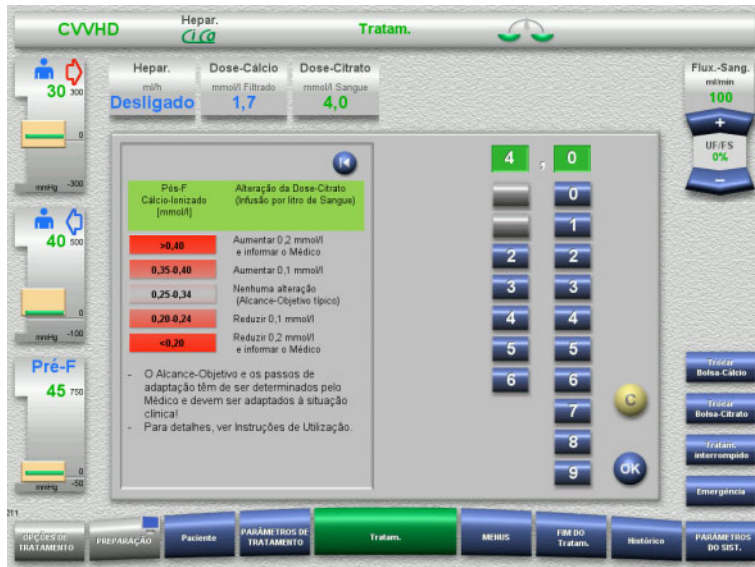 CVVHD
Hepar.
CiCa
Tratam.
30
300
0
mmHg
-300
Hepar.
ml/h
Desligado
Dose-Cálcio
mmol/l Filtrado
1,7
Dose-Citrato
mmol/l Sangue
4,0
Flux.-Sang.
ml/min
100
+
UF/FS
0%
−
40
500
0
mmHg
-100
Pré-F
45
750
0
mmHg
-50
Pós-F
Cálcio-Ionizado
[mmol/l]
Alteração da Dose-Citrato
(Infusão por litro de Sangue)
>0,40
Aumentar 0,2 mmol/l
e informar o Médico
0,35-0,40
Aumentar 0,1 mmol/l
0,25-0,34
Nenhuma alteração
(Alcance-Objetivo típico)
0,20-0,24
Reduzir 0,1 mmol/l
<0,20
Reduzir 0,2 mmol/l
e informar o Médico
- O Alcance-Objetivo e os passos de
adaptação têm de ser determinados pelo
Médico e devem ser adaptados à situação
clínica!
- Para detalhes, ver Instruções de Utilização.
4 , 0
0
1
2 2
3 3
4 4
5 5
6 6
7
8
9
C
OK
Trocar
Bolsa-Cálcio
Trocar
Bolsa-Citrato
Tratam.
interrompido
Emergência
211
OPÇÕES DE
TRATAMENTO
PREPARAÇÃO
Paciente
PARÂMETROS DE
TRATAMENTO
Tratam.
MENUS
FIM DO
Tratam.
Histórico
PARÂMETROS
DO SIST.